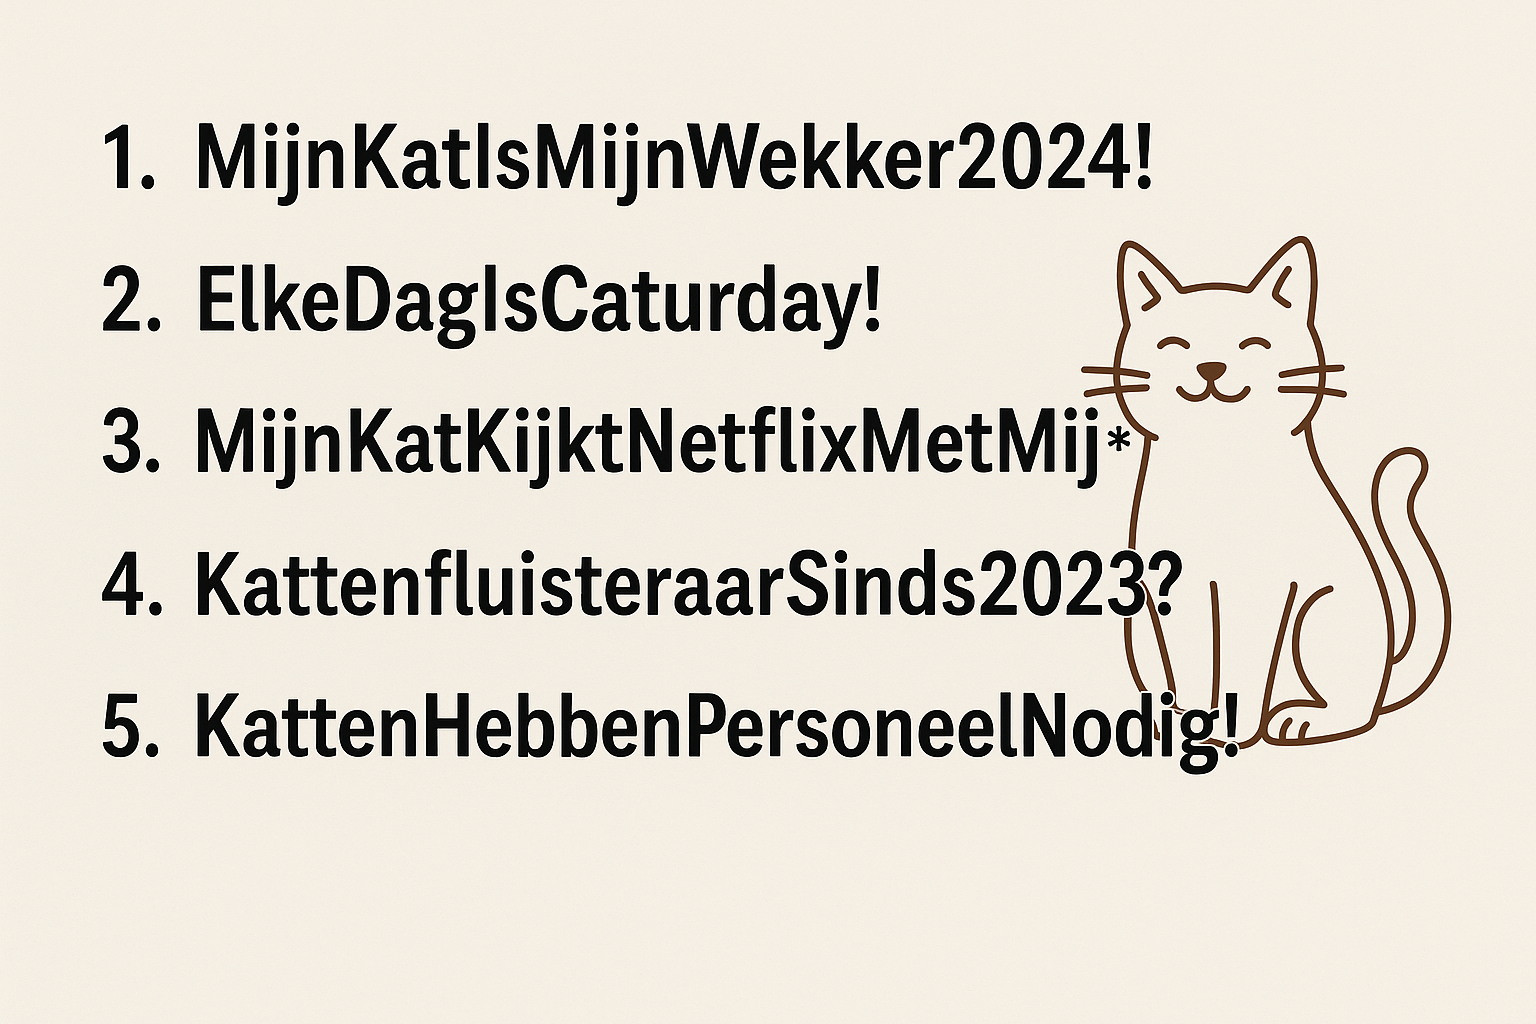 1. MijnKatIsMijnWekker2024!
2. ElkeDagIsCaturday!
3. MijnKatKijktNetflixMetMij*
4. KattenfluisteraarSinds2023?
5. KattenHebbenPersoneelNodig!